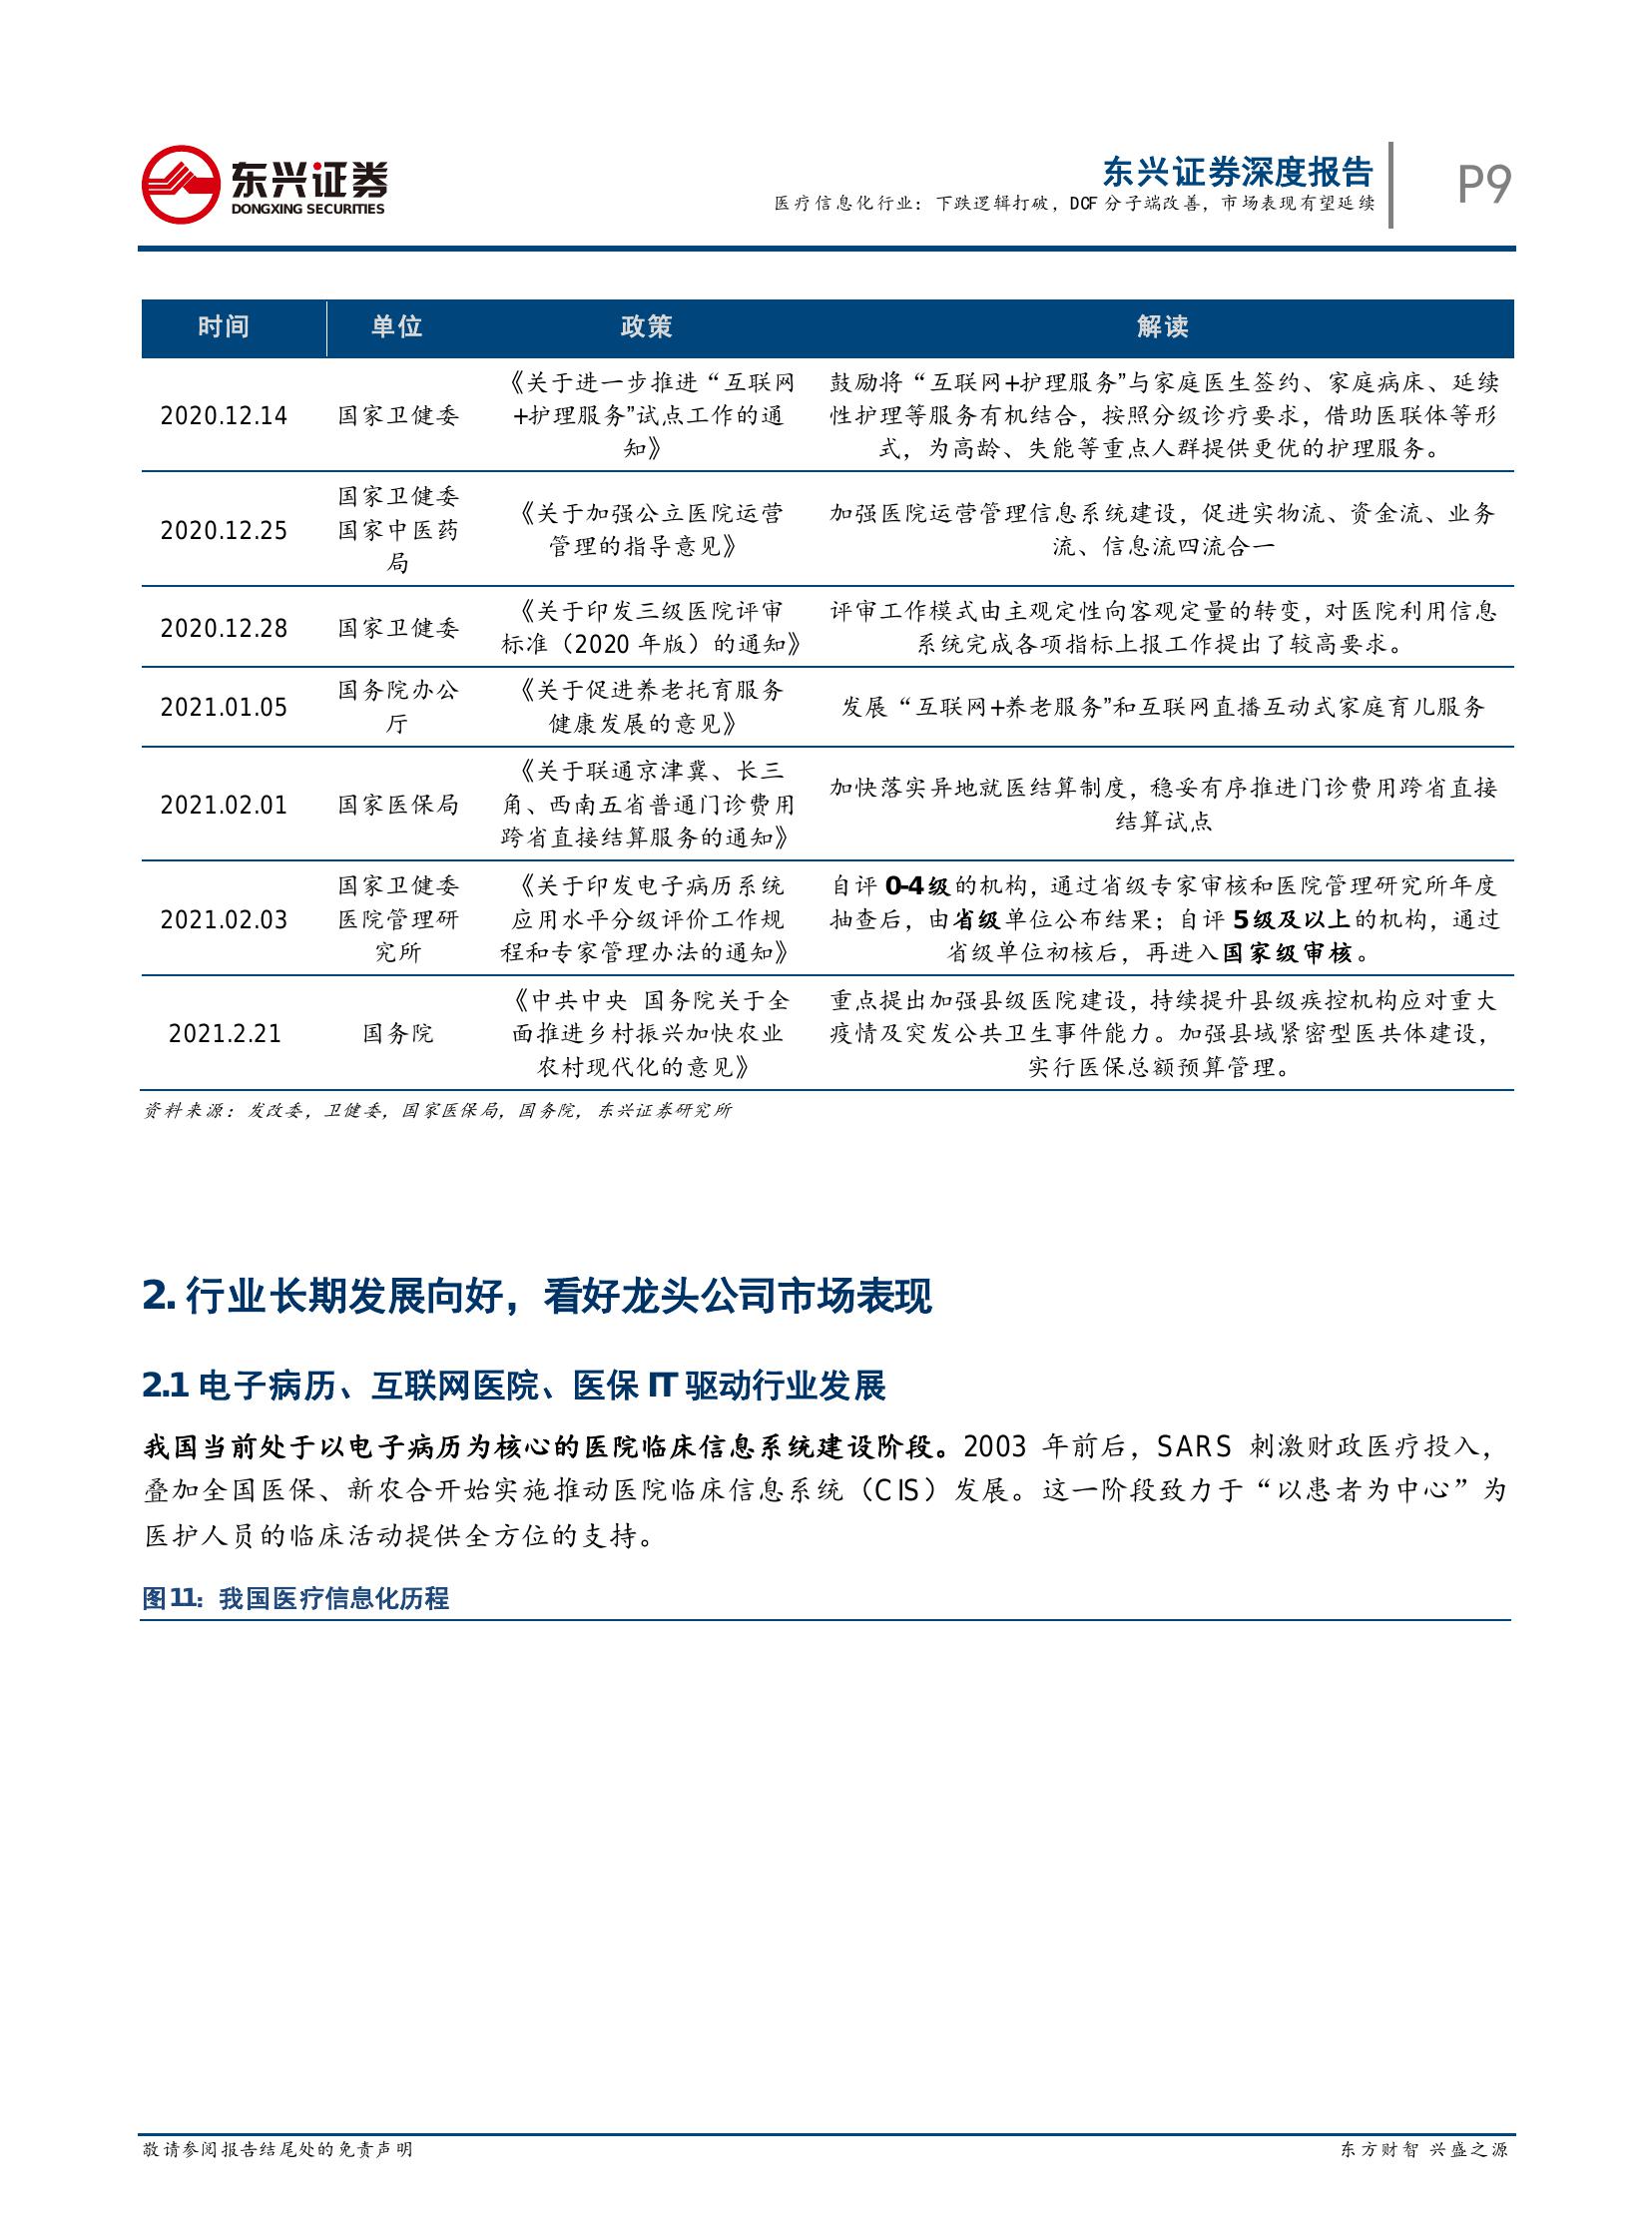 东兴证券
DONGXING SECURITIES
东兴证券深度报告
医疗信息化行业：下跌逻辑打破，DCF 分子端改善，市场表现有望延续
P9
时间 单位 政策 解读
2020.12.14
国家卫健委
《关于进一步推进“互联网
+护理服务”试点工作的通
知》
鼓励将“互联网+护理服务”与家庭医生签约、家庭病床、延续
性护理等服务有机结合，按照分级诊疗要求，借助医联体等形
式，为高龄、失能等重点人群提供更优的护理服务。
2020.12.25
国家卫健委
国家中医药
局
《关于加强公立医院运营
管理的指导意见》
加强医院运营管理信息系统建设，促进实物流、资金流、业务
流、信息流四流合一
2020.12.28
国家卫健委
《关于印发三级医院评审
标准（2020 年版）的通知》
评审工作模式由主观定性向客观定量的转变，对医院利用信息
系统完成各项指标上报工作提出了较高要求。
2021.01.05
国务院办公
厅
《关于促进养老托育服务
健康发展的意见》
发展“互联网+养老服务”和互联网直播互动式家庭育儿服务
2021.02.01
国家医保局
《关于联通京津冀、长三
角、西南五省普通门诊费用
跨省直接结算服务的通知》
加快落实异地就医结算制度，稳妥有序推进门诊费用跨省直接
结算试点
2021.02.03
国家卫健委
医院管理研
究所
《关于印发电子病历系统
应用水平分级评价工作规
程和专家管理办法的通知》
自评 0-4级的机构，通过省级专家审核和医院管理研究所年度
抽查后，由省级单位公布结果；自评 5级及以上的机构，通过
省级单位初核后，再进入国家级审核。
2021.2.21
国务院
《中共中央 国务院关于全
面推进乡村振兴加快农业
农村现代化的意见》
重点提出加强县级医院建设，持续提升县级疾控机构应对重大
疫情及突发公共卫生事件能力。加强县域紧密型医共体建设，
实行医保总额预算管理。
资料来源：发改委，卫健委，国家医保局，国务院，东兴证券研究所
2. 行业长期发展向好，看好龙头公司市场表现
2.1 电子病历、互联网医院、医保 IT 驱动行业发展
我国当前处于以电子病历为核心的医院临床信息系统建设阶段。2003 年前后，SARS 刺激财政医疗投入，
叠加全国医保、新农合开始实施推动医院临床信息系统（CIS）发展。这一阶段致力于“以患者为中心”为
医护人员的临床活动提供全方位的支持。
图11：我国医疗信息化历程
敬请参阅报告结尾处的免责声明
东方财智 兴盛之源